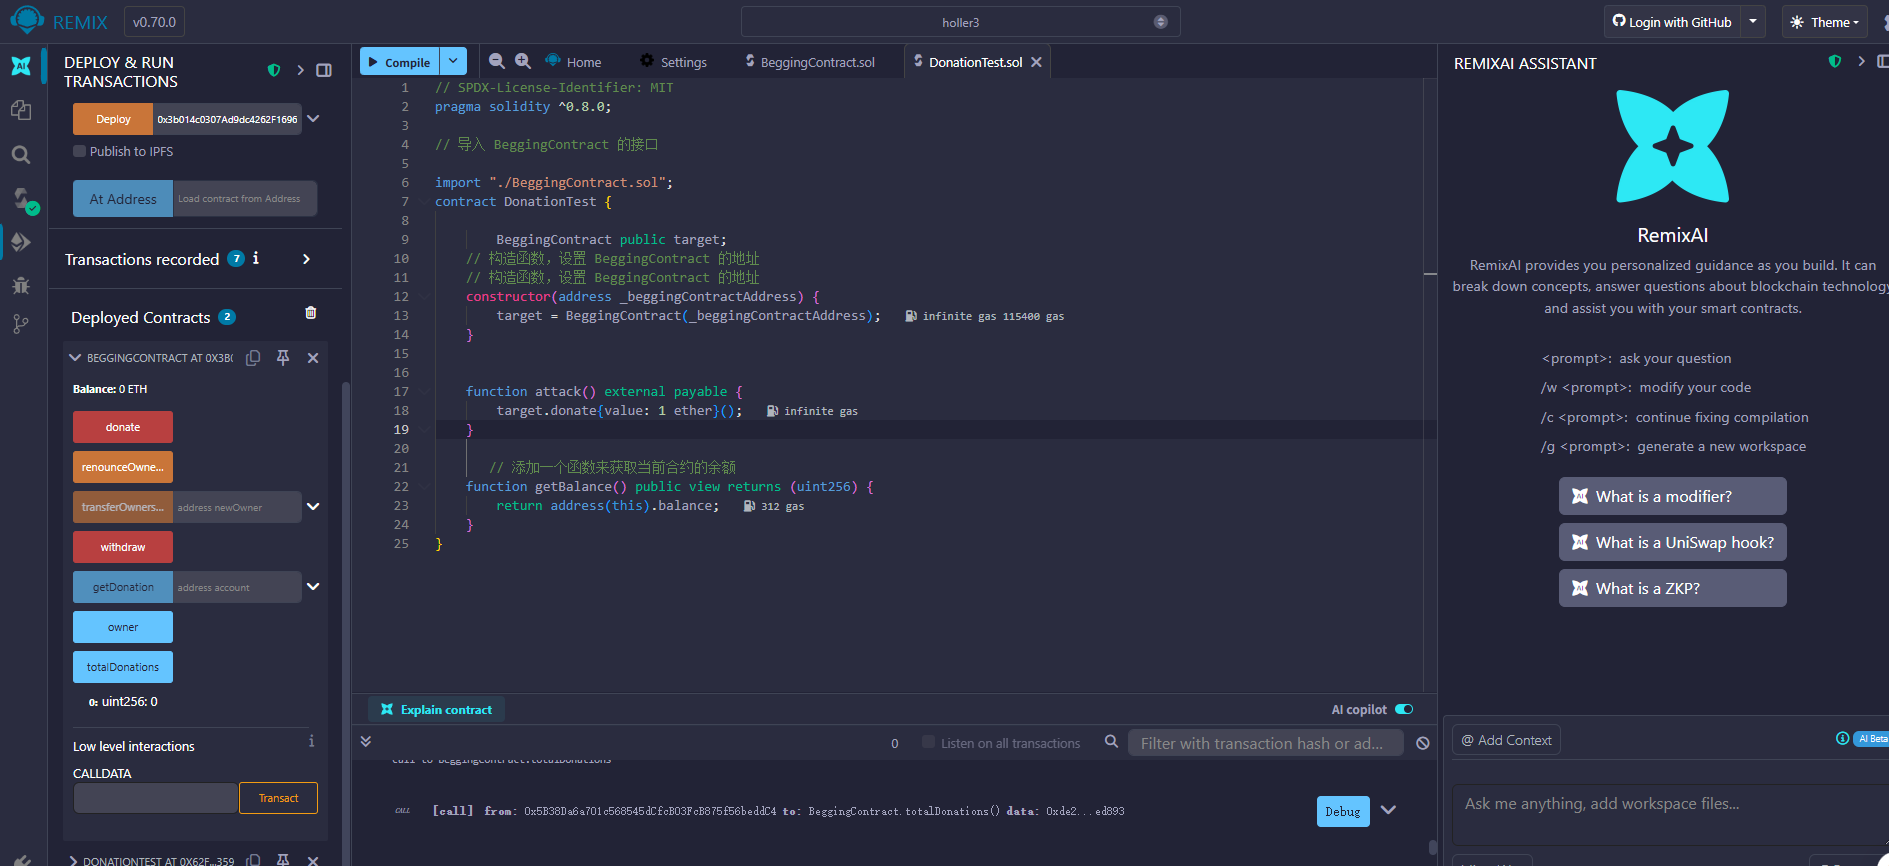 REMIX
v0.70.0
holler3
Login with GitHub
Theme
DEPLOY & RUN
TRANSACTIONS
Deploy
0x3b014c0307Ad9dc4262F1696
Publish to IPFS
At Address
Load contract from Address
Transactions recorded 7 i
Deployed Contracts 2
BEGGINGCONTRACT AT 0X3B(
Balance: 0 ETH
donate
renounceOwne...
transferOwners... address newOwner
withdraw
getDonation address account
owner
totalDonations
0: uint256: 0
Low level interactions i
CALLDATA
Transact
DONATIONTEST AT 0X62F...359
Compile
Home
Settings
BeggingContract.sol
DonationTest.sol
1 // SPDX-License-Identifier: MIT
2 pragma solidity ^0.8.0;
3
4 // 导入 BeggingContract 的接口
5
6 import "./BeggingContract.sol";
7 contract DonationTest {
8
9 BeggingContract public target;
10 // 构造函数，设置 BeggingContract 的地址
11 // 构造函数，设置 BeggingContract 的地址
12 constructor(address _beggingContractAddress) {
13 target = BeggingContract(_beggingContractAddress); infinite gas 115400 gas
14 }
15
16
17 function attack() external payable {
18 target.donate{value: 1 ether}(); infinite gas
19 }
20
21 // 添加一个函数来获取当前合约的余额
22 function getBalance() public view returns (uint256) {
23 return address(this).balance; 312 gas
24 }
25 }
Explain contract
AI copilot
0
Listen on all transactions
Filter with transaction hash or ad...
call to BeggingContract.totalDonations
CALL [call] from: 0x5B38Da6a701c568545dCfcB03FcB875f56beddC4 to: BeggingContract.totalDonations() data: 0xde2...ed893
Debug
REMIXAI ASSISTANT
RemixAI
RemixAI provides you personalized guidance as you build. It can
break down concepts, answer questions about blockchain technology
and assist you with your smart contracts.
<prompt>: ask your question
/w <prompt>: modify your code
/c <prompt>: continue fixing compilation
/g <prompt>: generate a new workspace
AI What is a modifier?
AI What is a UniSwap hook?
AI What is a ZKP?
@ Add Context
AI Beta
Ask me anything, add workspace files...